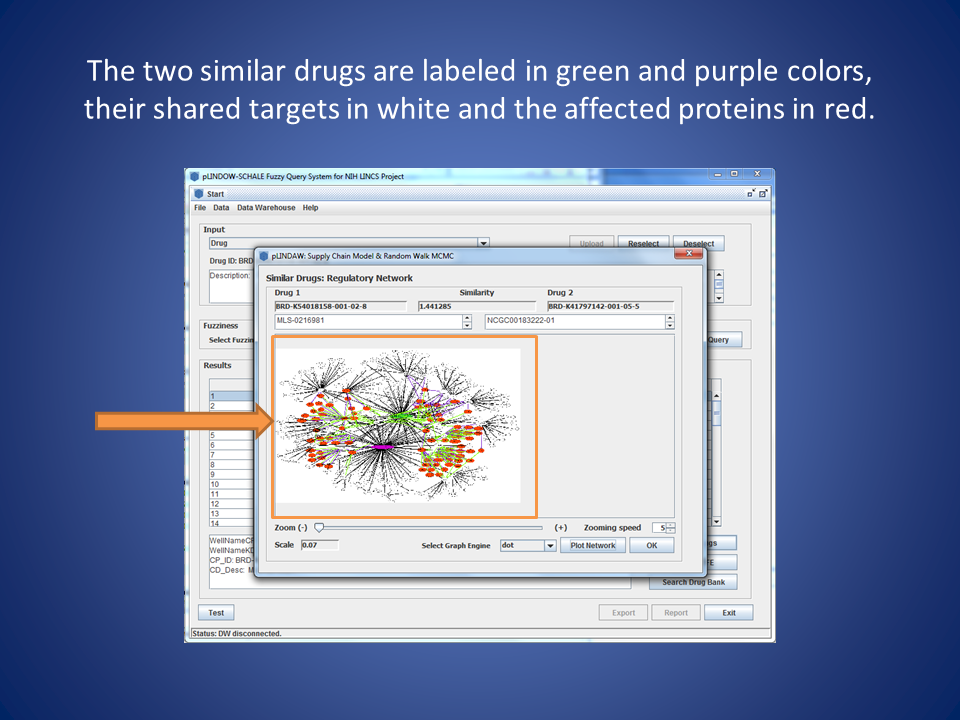 The two similar drugs are labeled in green and purple colors,
their shared targets in white and the affected proteins in red.
pLINDOW-SCHALE Fuzzy Query System for NIH LINCS Project
Start
File Data Data Warehouse Help
Input
Drug
Upload Reselect Deselect
Drug ID: BRD
Description:
pLINDAW: Supply Chain Model & Random Walk MCMC
Similar Drugs: Regulatory Network
Drug 1 Similarity Drug 2
BRD-K54018158-001-02-8 1.441285 BRD-K41797142-001-05-5
MLS-0216981 NCGC00183222-01
Fuzziness
Select Fuzzin
Query
Results
1
2
5
6
7
8
9
10
11
12
13
14
Zoom (-) (+) Zooming speed 5
Scale 0.07 Select Graph Engine dot Plot Network OK
WellNameCF
WellNameKD
CP_ID: BRD-
CD_Desc: M
gs
FE
Search Drug Bank
Test Export Report Exit
Status: DW disconnected.